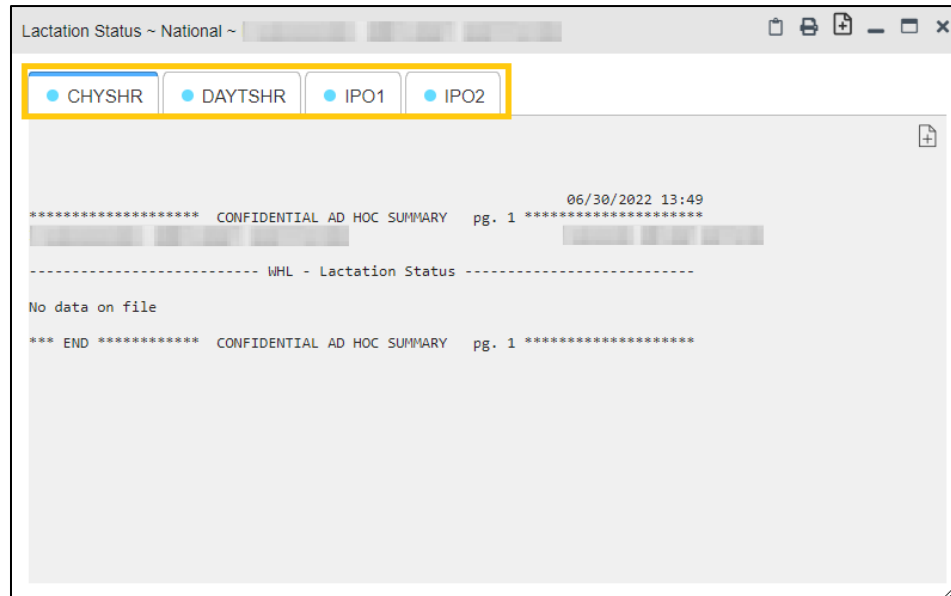 Lactation Status ~ National ~
CHYSHR DAYTSHR IPO1 IPO2
06/30/2022 13:49
******************** CONFIDENTIAL AD HOC SUMMARY pg. 1 *********************
--------------------------- WHL - Lactation Status ---------------------------
No data on file
*** END ************ CONFIDENTIAL AD HOC SUMMARY pg. 1 ********************